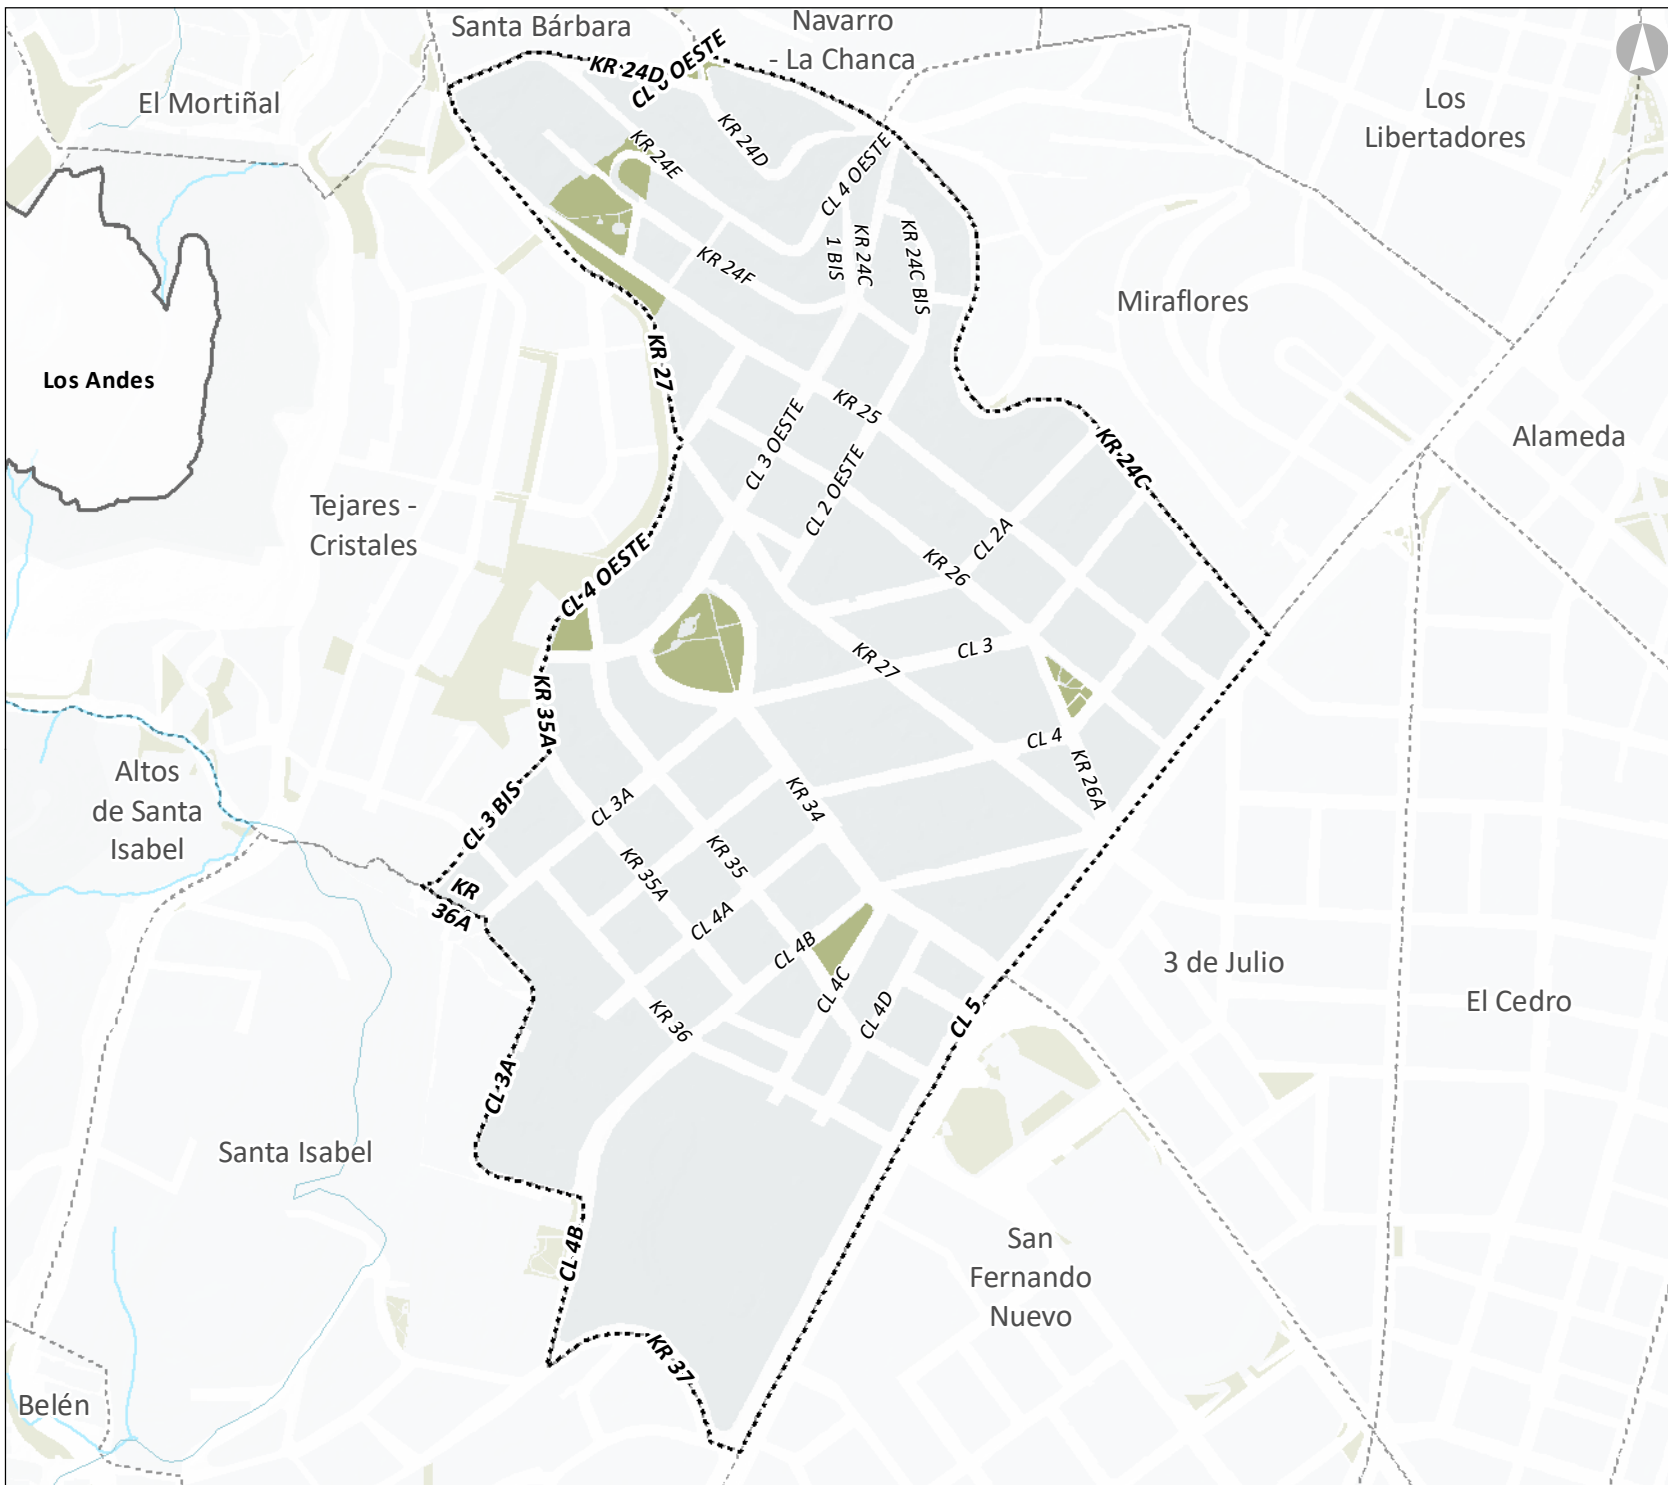 Santa Bárbara
Navarro
- La Chanca
El Mortiñal
Los
Libertadores
KR 24D
CL 6 OESTE
KR 24D
KR 24E
CL 4 OESTE
KR 24F
1 BIS
KR 24C
KR 24C BIS
Miraflores
Los Andes
KR 27
KR 25
CL 3 OESTE
CL 2 OESTE
KR 24C
Alameda
Tejares -
Cristales
CL 4 OESTE
CL 2A
KR 26
CL 3
KR 27
KR 35A
CL 4
KR 26A
Altos
de Santa
Isabel
CL 3 BIS
CL 3A
KR 34
KR 35
KR 35A
KR
36A
CL 4A
CL 4B
CL 4C
CL 4D
KR 36
CL 5
3 de Julio
El Cedro
CL 3A
Santa Isabel
CL 4B
San
Fernando
Nuevo
KR 37
Belén